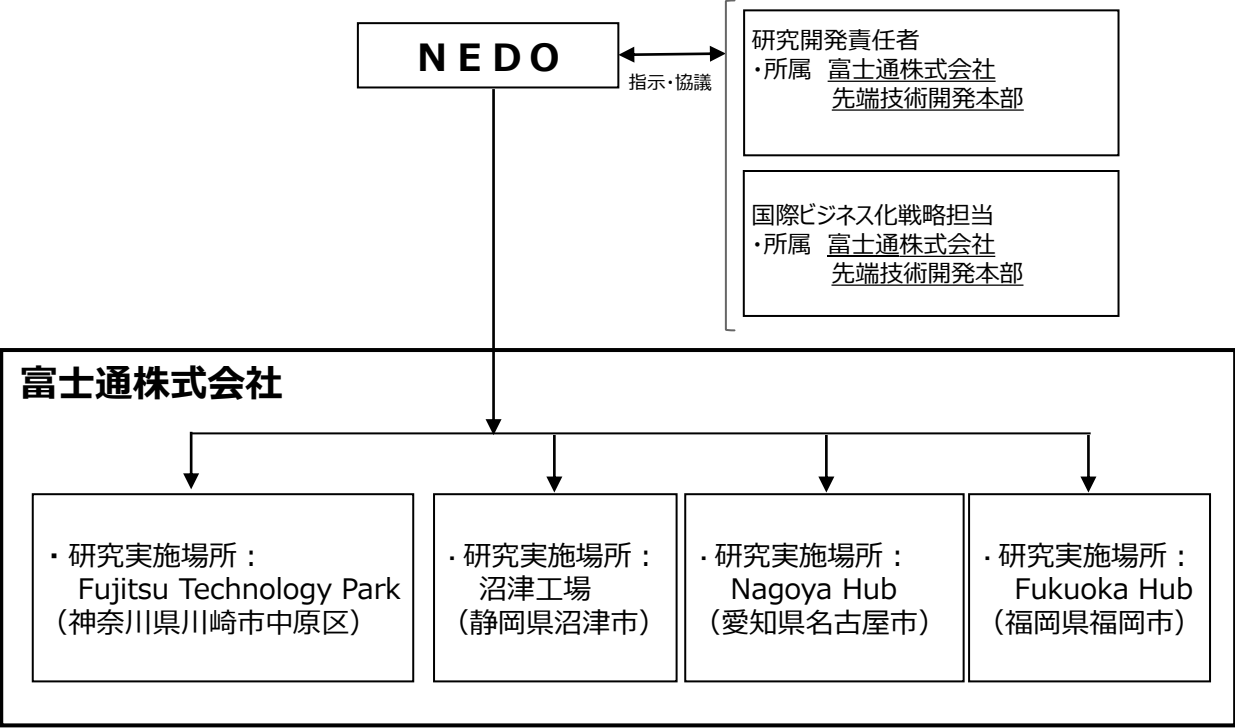 NEDO
指示・協議
研究開発責任者
・所属　富士通株式会社
先端技術開発本部
国際ビジネス化戦略担当
・所属　富士通株式会社
先端技術開発本部
富士通株式会社
・研究実施場所：
Fujitsu Technology Park
（神奈川県川崎市中原区）
・研究実施場所：
沼津工場
（静岡県沼津市）
・研究実施場所：
Nagoya Hub
（愛知県名古屋市）
・研究実施場所：
Fukuoka Hub
（福岡県福岡市）